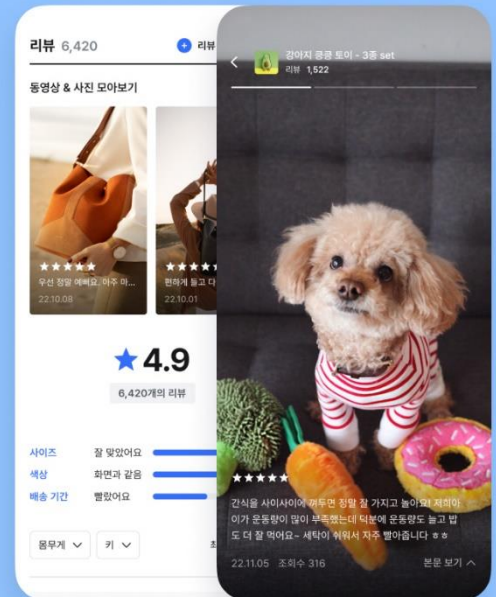 리뷰 6,420
리뷰
동영상 & 사진 모아보기
우선 정말 예뻐요. 아주 마...
22.10.08
편하게 들고 다
22.10.01
4.9
6,420개의 리뷰
사이즈 잘 맞았어요
색상 화면과 같음
배송 기간 빨랐어요
몸무게
키
강아지 킁킁 토이 - 3종 set
리뷰 1,522
간식을 사이사이에 껴두면 정말 잘 가지고 놀아요! 저희아
이가 운동량이 많이 부족했는데 덕분에 운동량도 늘고 밥
도 더 잘 먹어요~ 세탁이 쉬워서 자주 빨아줍니다 ㅎㅎ
22.11.05 조회수 316
본문 보기